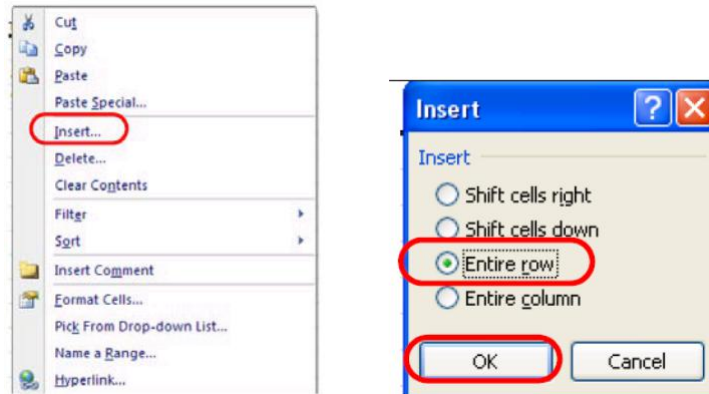 Cut
Copy
Paste
Paste Special...
Insert...
Delete...
Clear Contents
Filter
Sort
Insert Comment
Format Cells...
Pick From Drop-down List...
Name a Range...
Hyperlink...
Insert ?
Insert
Shift cells right
Shift cells down
Entire row
Entire column
OK Cancel